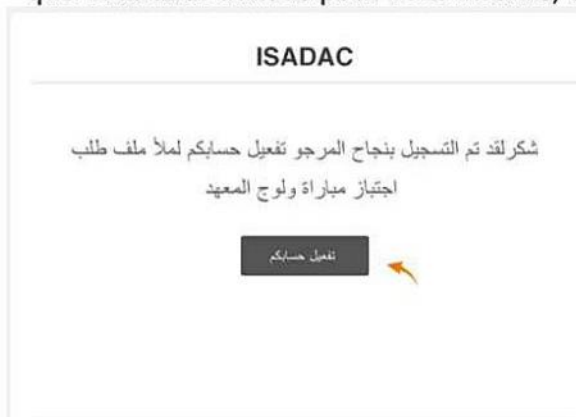 ISADAC
شكرلقد تم التسجيل بنجاح المرجو تفعيل حسابكم لملأ ملف طلب
اجتياز مباراة ولوج المعهد
تفعيل حسابكم